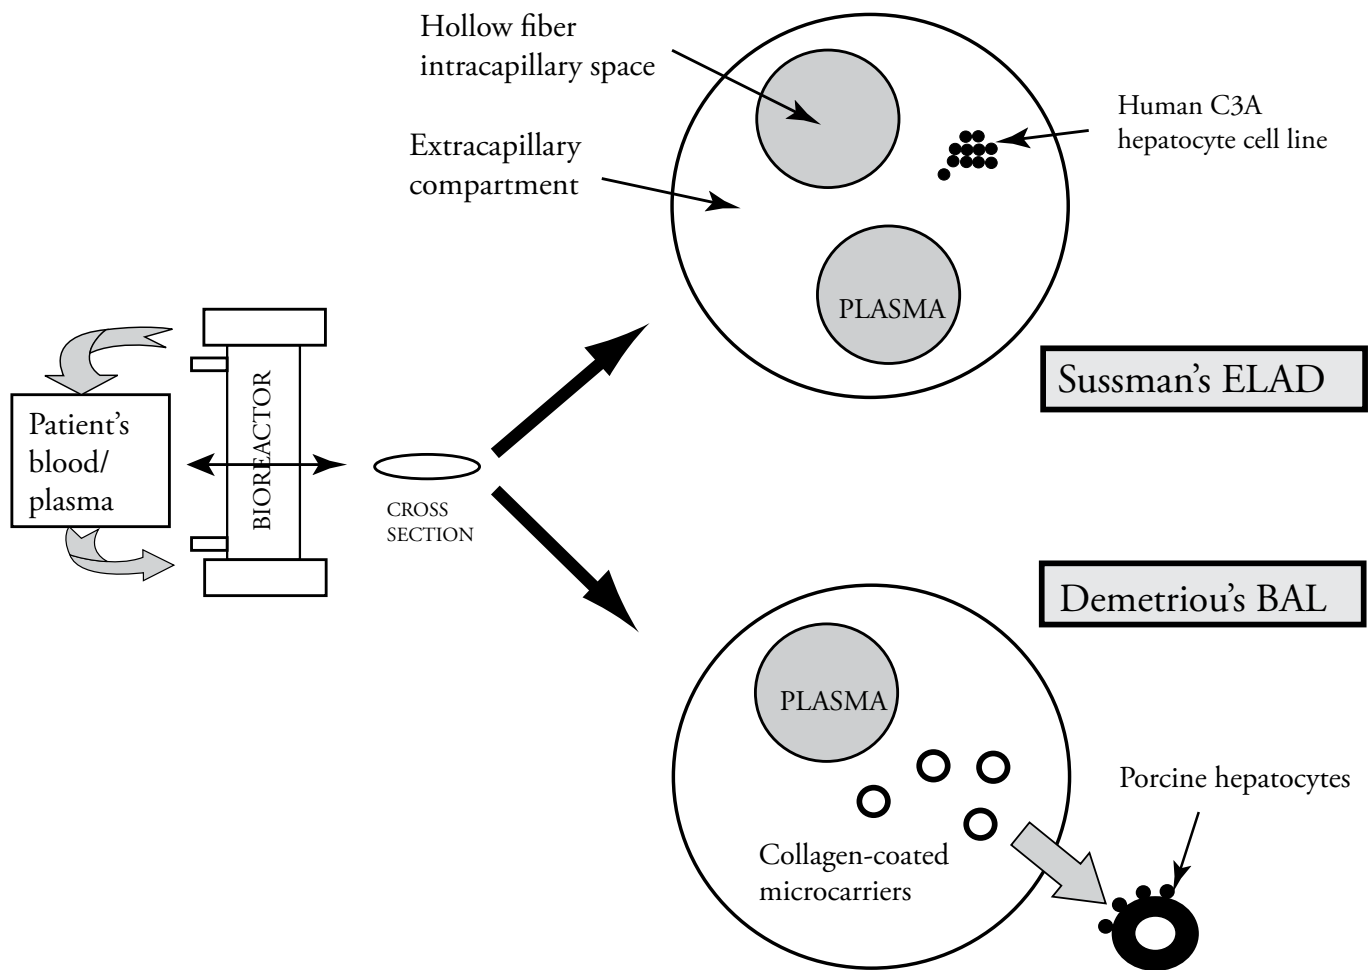 Hollow fiber
intracapillary space
Extracapillary
compartment
Human C3A
hepatocyte cell line
PLASMA
Sussman's ELAD
Patient's
blood/
plasma
BIOREACTOR
CROSS
SECTION
Demetriou's BAL
PLASMA
Collagen-coated
microcarriers
Porcine hepatocytes